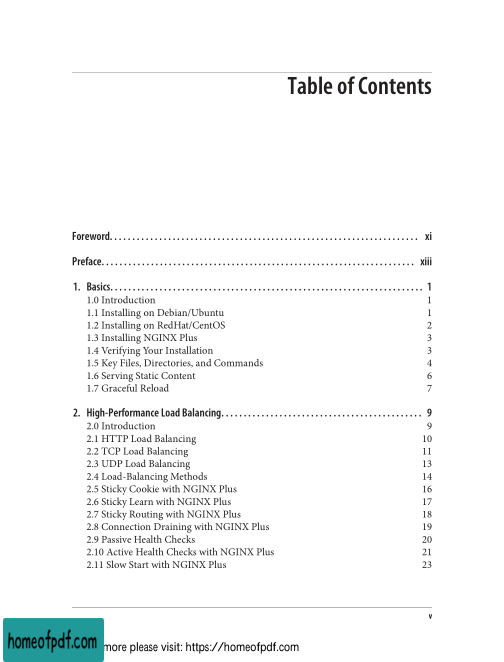 Table of Contents
Foreword. . . . . . . . . . . . . . . . . . . . . . . . . . . . . . . . . . . . . . . . . . . . . . . . . . . . . . . . . . . . . . . . . . . . . xi
Preface. . . . . . . . . . . . . . . . . . . . . . . . . . . . . . . . . . . . . . . . . . . . . . . . . . . . . . . . . . . . . . . . . . . . . . xiii
1. Basics. . . . . . . . . . . . . . . . . . . . . . . . . . . . . . . . . . . . . . . . . . . . . . . . . . . . . . . . . . . . . . . . . . . . . . 1
1.0 Introduction 1
1.1 Installing on Debian/Ubuntu 1
1.2 Installing on RedHat/CentOS 2
1.3 Installing NGINX Plus 3
1.4 Verifying Your Installation 3
1.5 Key Files, Directories, and Commands 4
1.6 Serving Static Content 6
1.7 Graceful Reload 7
2. High-Performance Load Balancing. . . . . . . . . . . . . . . . . . . . . . . . . . . . . . . . . . . . . . . . . . . . . 9
2.0 Introduction 9
2.1 HTTP Load Balancing 10
2.2 TCP Load Balancing 11
2.3 UDP Load Balancing 13
2.4 Load-Balancing Methods 14
2.5 Sticky Cookie with NGINX Plus 16
2.6 Sticky Learn with NGINX Plus 17
2.7 Sticky Routing with NGINX Plus 18
2.8 Connection Draining with NGINX Plus 19
2.9 Passive Health Checks 20
2.10 Active Health Checks with NGINX Plus 21
2.11 Slow Start with NGINX Plus 23
v
homeofpdf.com more please visit: https://homeofpdf.com